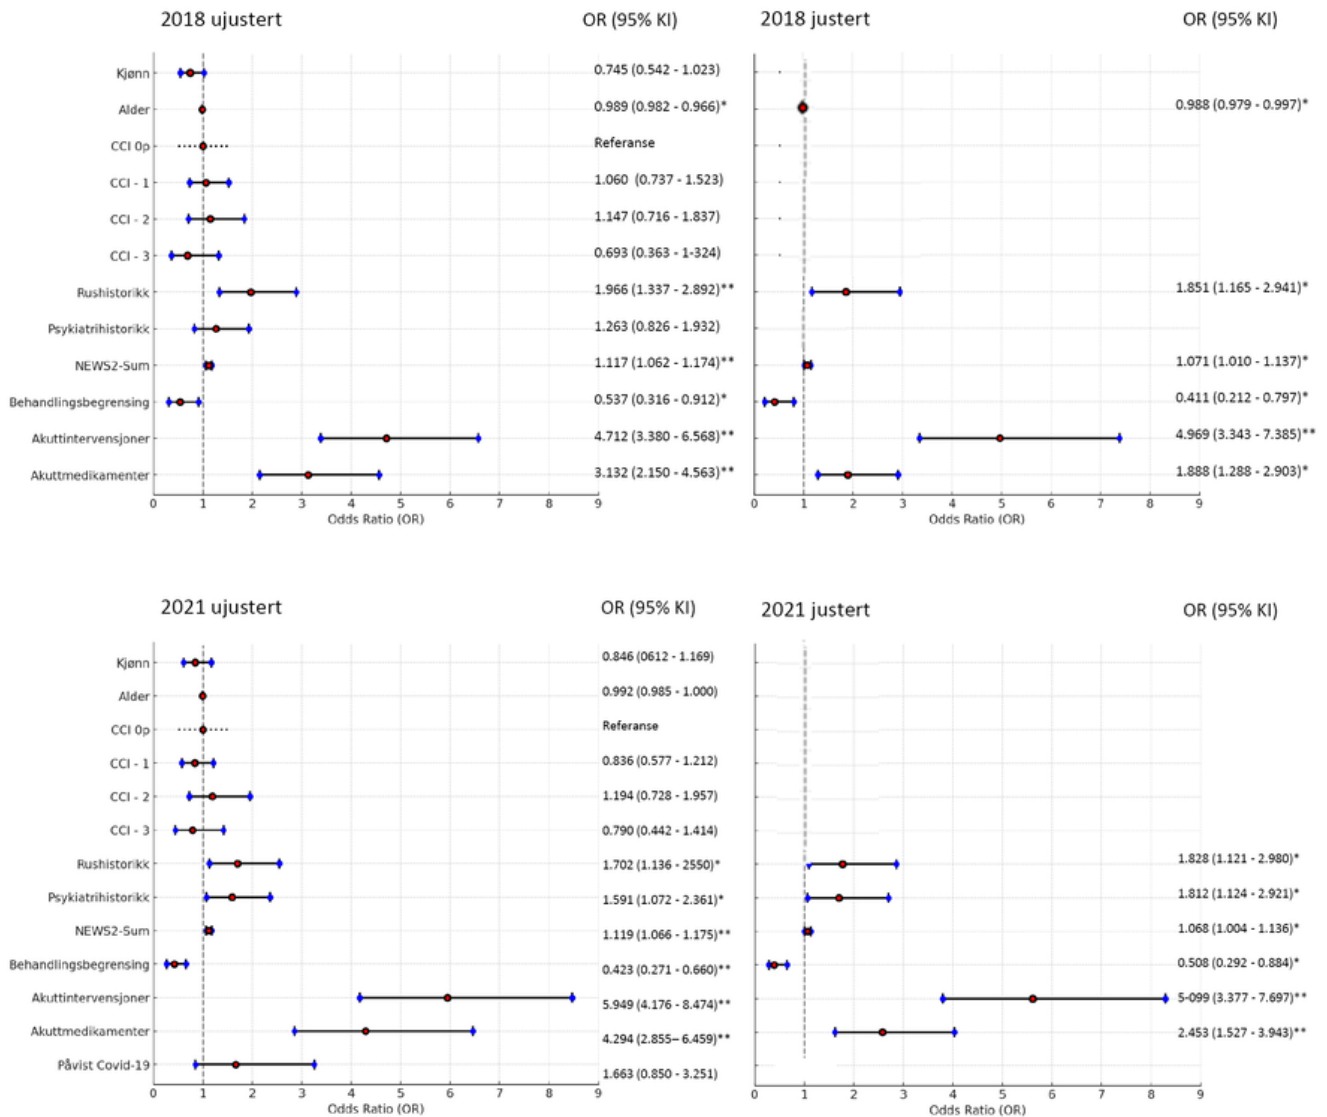 2018 ujustert OR (95% KI)
Kjønn 0.745 (0.542 - 1.023)
Alder 0.989 (0.982 - 0.966)*
CCI 0p Referanse
CCI - 1 1.060 (0.737 - 1.523)
CCI - 2 1.147 (0.716 - 1.837)
CCI - 3 0.693 (0.363 - 1-324)
Rushistorikk 1.966 (1.337 - 2.892)**
Psykiatrihistorikk 1.263 (0.826 - 1.932)
NEWS2-Sum 1.117 (1.062 - 1.174)**
Behandlingsbegrensing 0.537 (0.316 - 0.912)*
Akuttintervensjoner 4.712 (3.380 - 6.568)**
Akuttmedikamenter 3.132 (2.150 - 4.563)**
0 1 2 3 4 5 6 7 8 9
Odds Ratio (OR)
2018 justert OR (95% KI)
0.988 (0.979 - 0.997)*
1.851 (1.165 - 2.941)*
1.071 (1.010 - 1.137)*
0.411 (0.212 - 0.797)*
4.969 (3.343 - 7.385)**
1.888 (1.288 - 2.903)*
0 1 2 3 4 5 6 7 8 9
Odds Ratio (OR)
2021 ujustert OR (95% KI)
Kjønn 0.846 (0612 - 1.169)
Alder 0.992 (0.985 - 1.000)
CCI 0p Referanse
CCI - 1 0.836 (0.577 - 1.212)
CCI - 2 1.194 (0.728 - 1.957)
CCI - 3 0.790 (0.442 - 1.414)
Rushistorikk 1.702 (1.136 - 2550)*
Psykiatrihistorikk 1.591 (1.072 - 2.361)*
NEWS2-Sum 1.119 (1.066 - 1.175)**
Behandlingsbegrensing 0.423 (0.271 - 0.660)**
Akuttintervensjoner 5.949 (4.176 - 8.474)**
Akuttmedikamenter 4.294 (2.855– 6.459)**
Påvist Covid-19 1.663 (0.850 - 3.251)
0 1 2 3 4 5 6 7 8 9
Odds Ratio (OR)
2021 justert OR (95% KI)
1.828 (1.121 - 2.980)*
1.812 (1.124 - 2.921)*
1.068 (1.004 - 1.136)*
0.508 (0.292 - 0.884)*
5-099 (3.377 - 7.697)**
2.453 (1.527 - 3.943)**
0 1 2 3 4 5 6 7 8 9
Odds Ratio (OR)